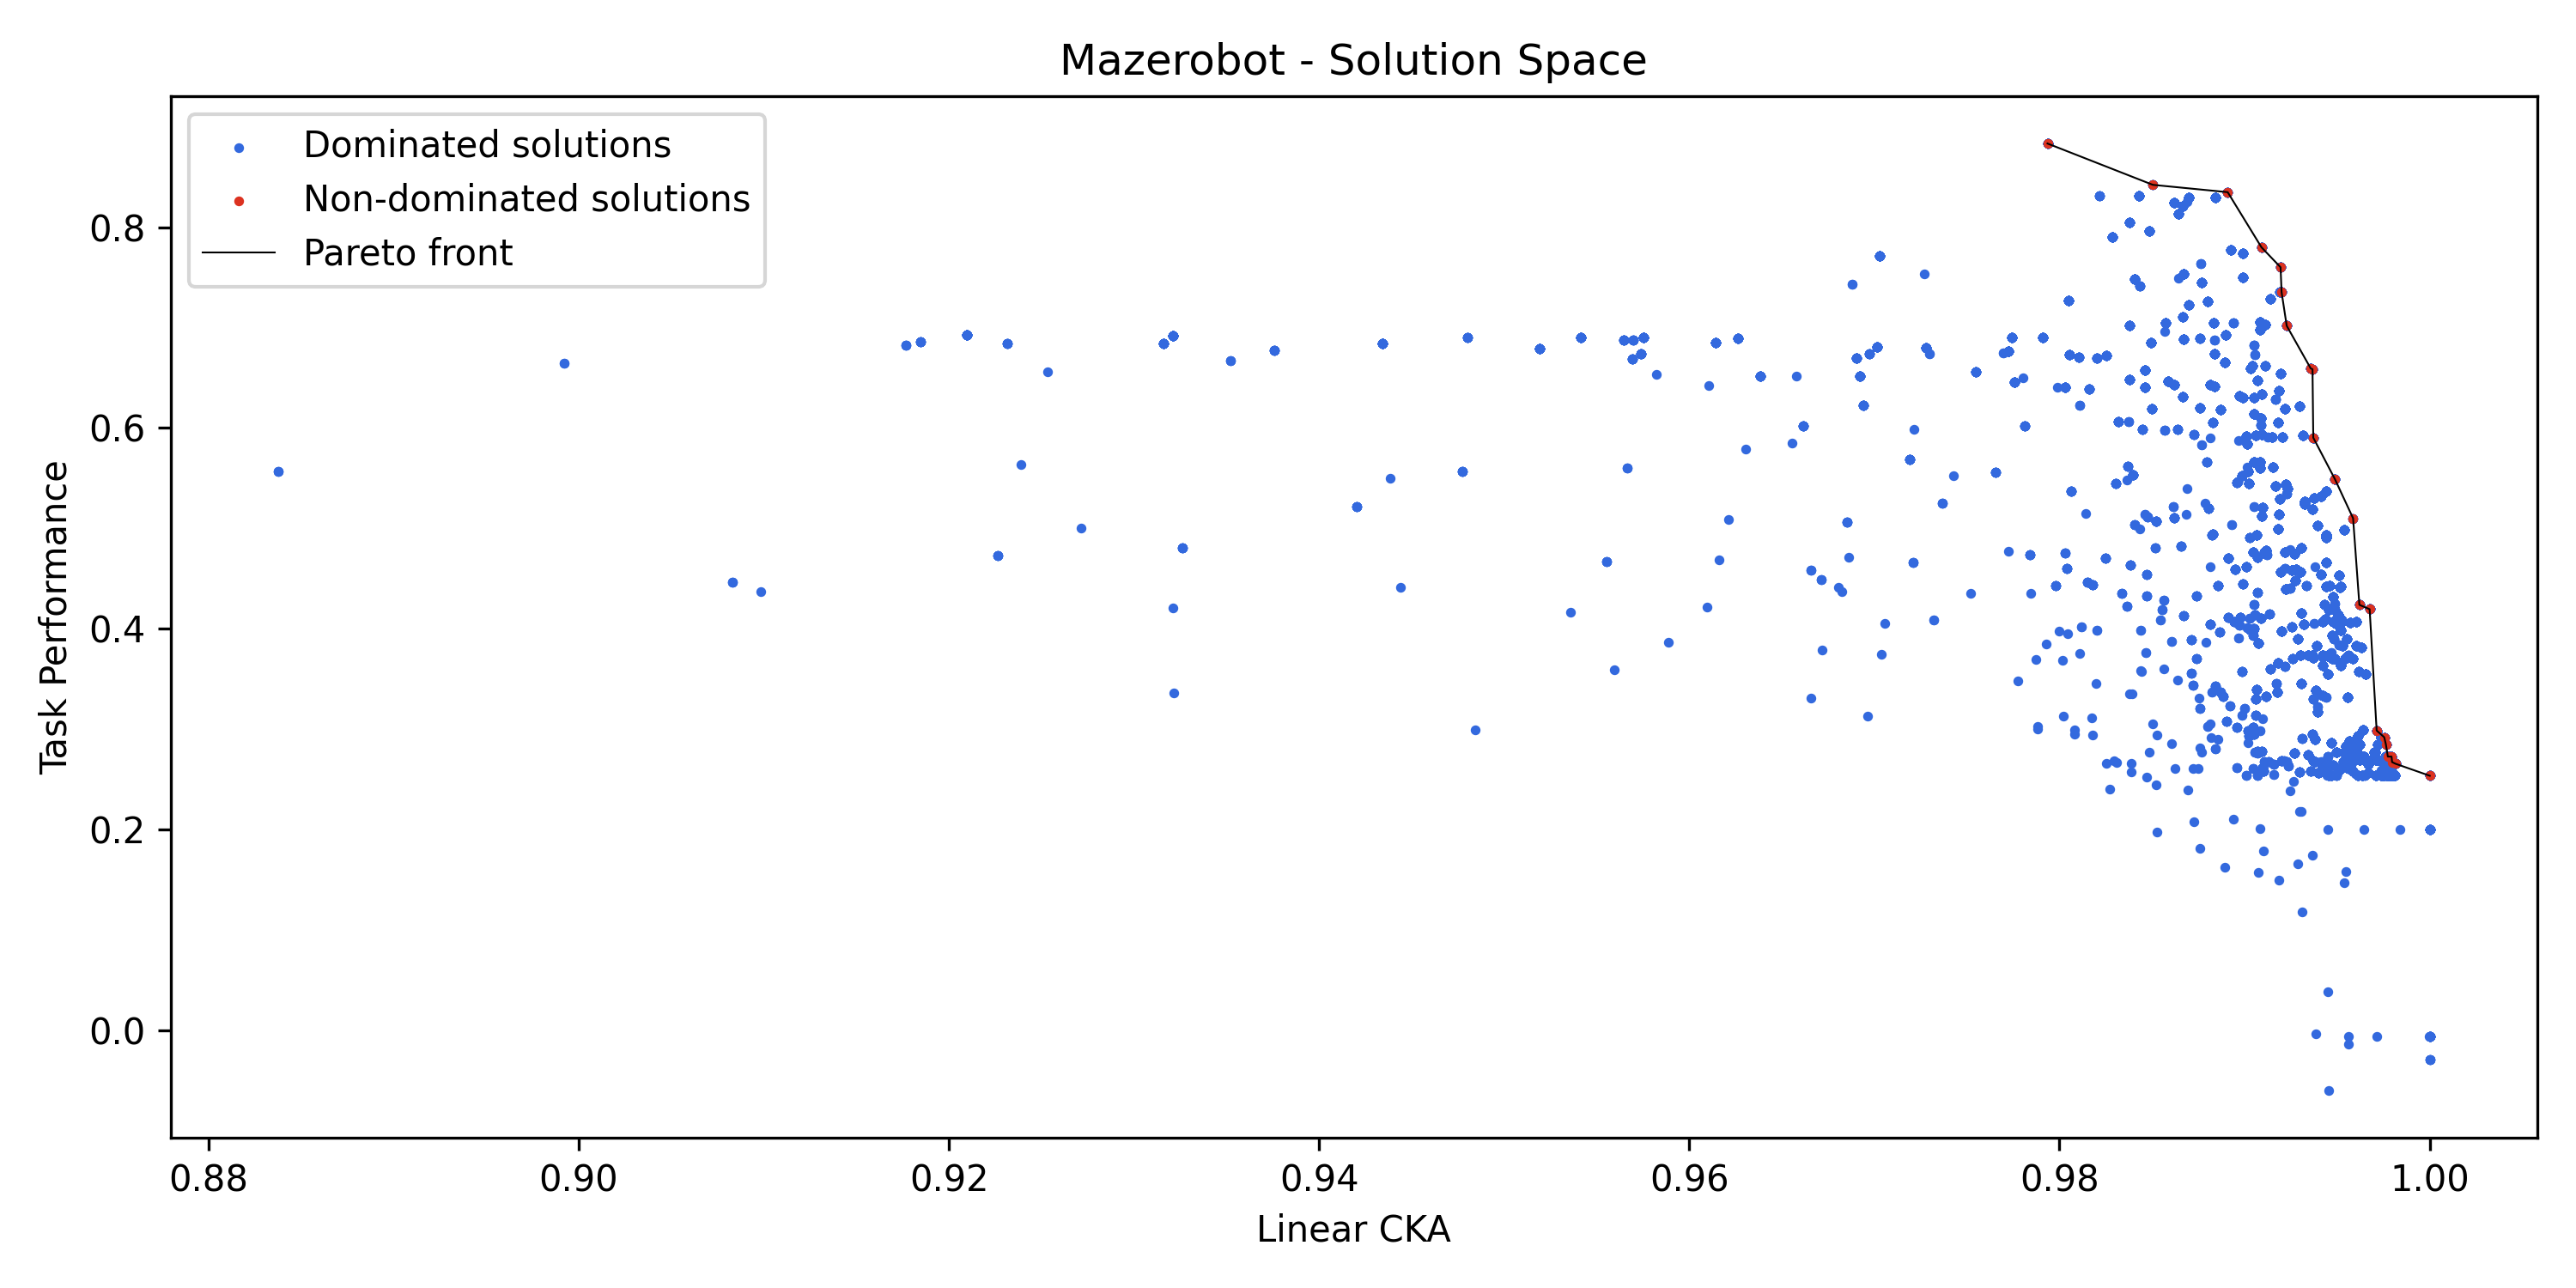 Mazerobot - Solution Space
Dominated solutions
Non-dominated solutions
Pareto front
Task Performance
0.8
0.6
0.4
0.2
0.0
0.88 0.90 0.92 0.94 0.96 0.98 1.00
Linear CKA